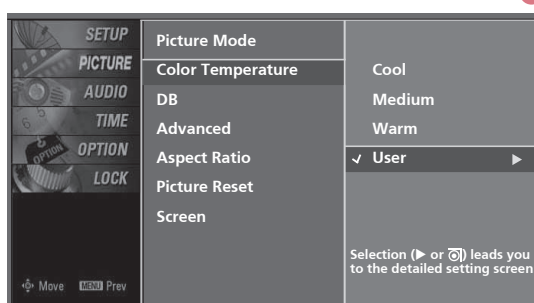 SETUP
PICTURE
AUDIO
TIME
OPTION
LOCK
Move MENU Prev
Picture Mode
Color Temperature
DB
Advanced
Aspect Ratio
Picture Reset
Screen
Cool
Medium
Warm
✓ User ▶
Selection (▶ or ) leads you
to the detailed setting screen